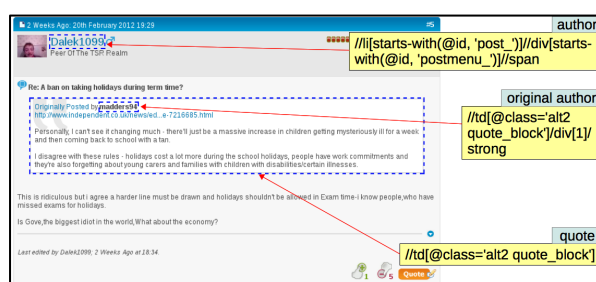 2 Weeks Ago: 20th February 2012 19:29
#5
author
Dalek1099
Peer Of The TSR Realm
//li[starts-with(@id, 'post_')]//div[starts-
with(@id, 'postmenu_')]//span
Re: A ban on taking holidays during term time?
original author
Originally Posted by madders94
http://www.independent.co.uk/news/ed...e-7216685.html
//td[@class='alt2
quote_block']/div[1]/
strong
Personally, I can't see it changing much - there'll just be a massive increase in children getting mysteriously ill for a week
and then coming back to school with a tan.
I disagree with these rules - holidays cost a lot more during the school holidays, people have work commitments and
they're also forgetting about young carers and families with children with disabilities/certain illnesses.
This is ridiculous but i agree a harder line must be drawn and holidays shouldn't be allowed in Exam time-i know people,who have
missed exams for holidays.
Is Gove,the biggest idiot in the world,What about the economy?
quote
//td[@class='alt2 quote_block']
Last edited by Dalek1099; 2 Weeks Ago at 18:34.
1
5
Quote